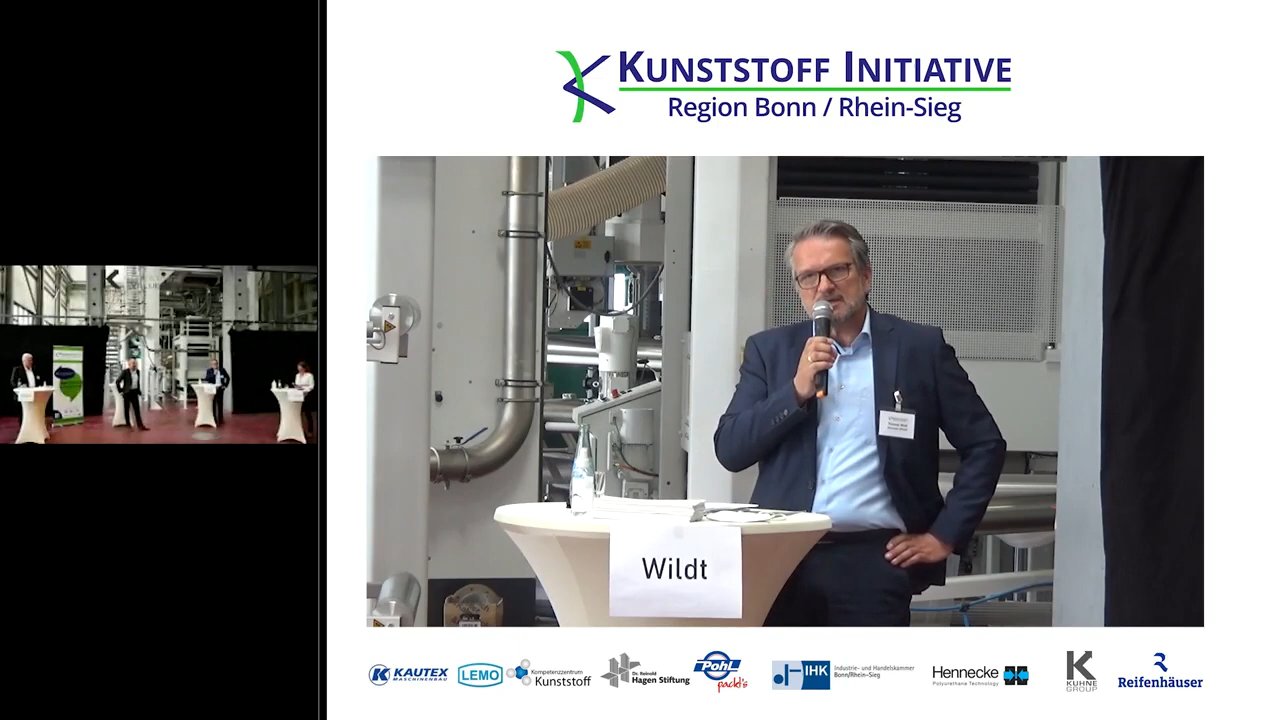 KUNSTSTOFF INITIATIVE
Region Bonn / Rhein-Sieg
Wildt
KAUTEX
MASCHINENBAU
LEMO
Kompetenzzentrum
Kunststoff
Dr. Reinold
Hagen Stiftung
Pohl
packt's
IHK
Industrie- und Handelskammer
Bonn/Rhein-Sieg
Hennecke
Polyurethane Technology
KUHNE
GROUP
Reifenhäuser